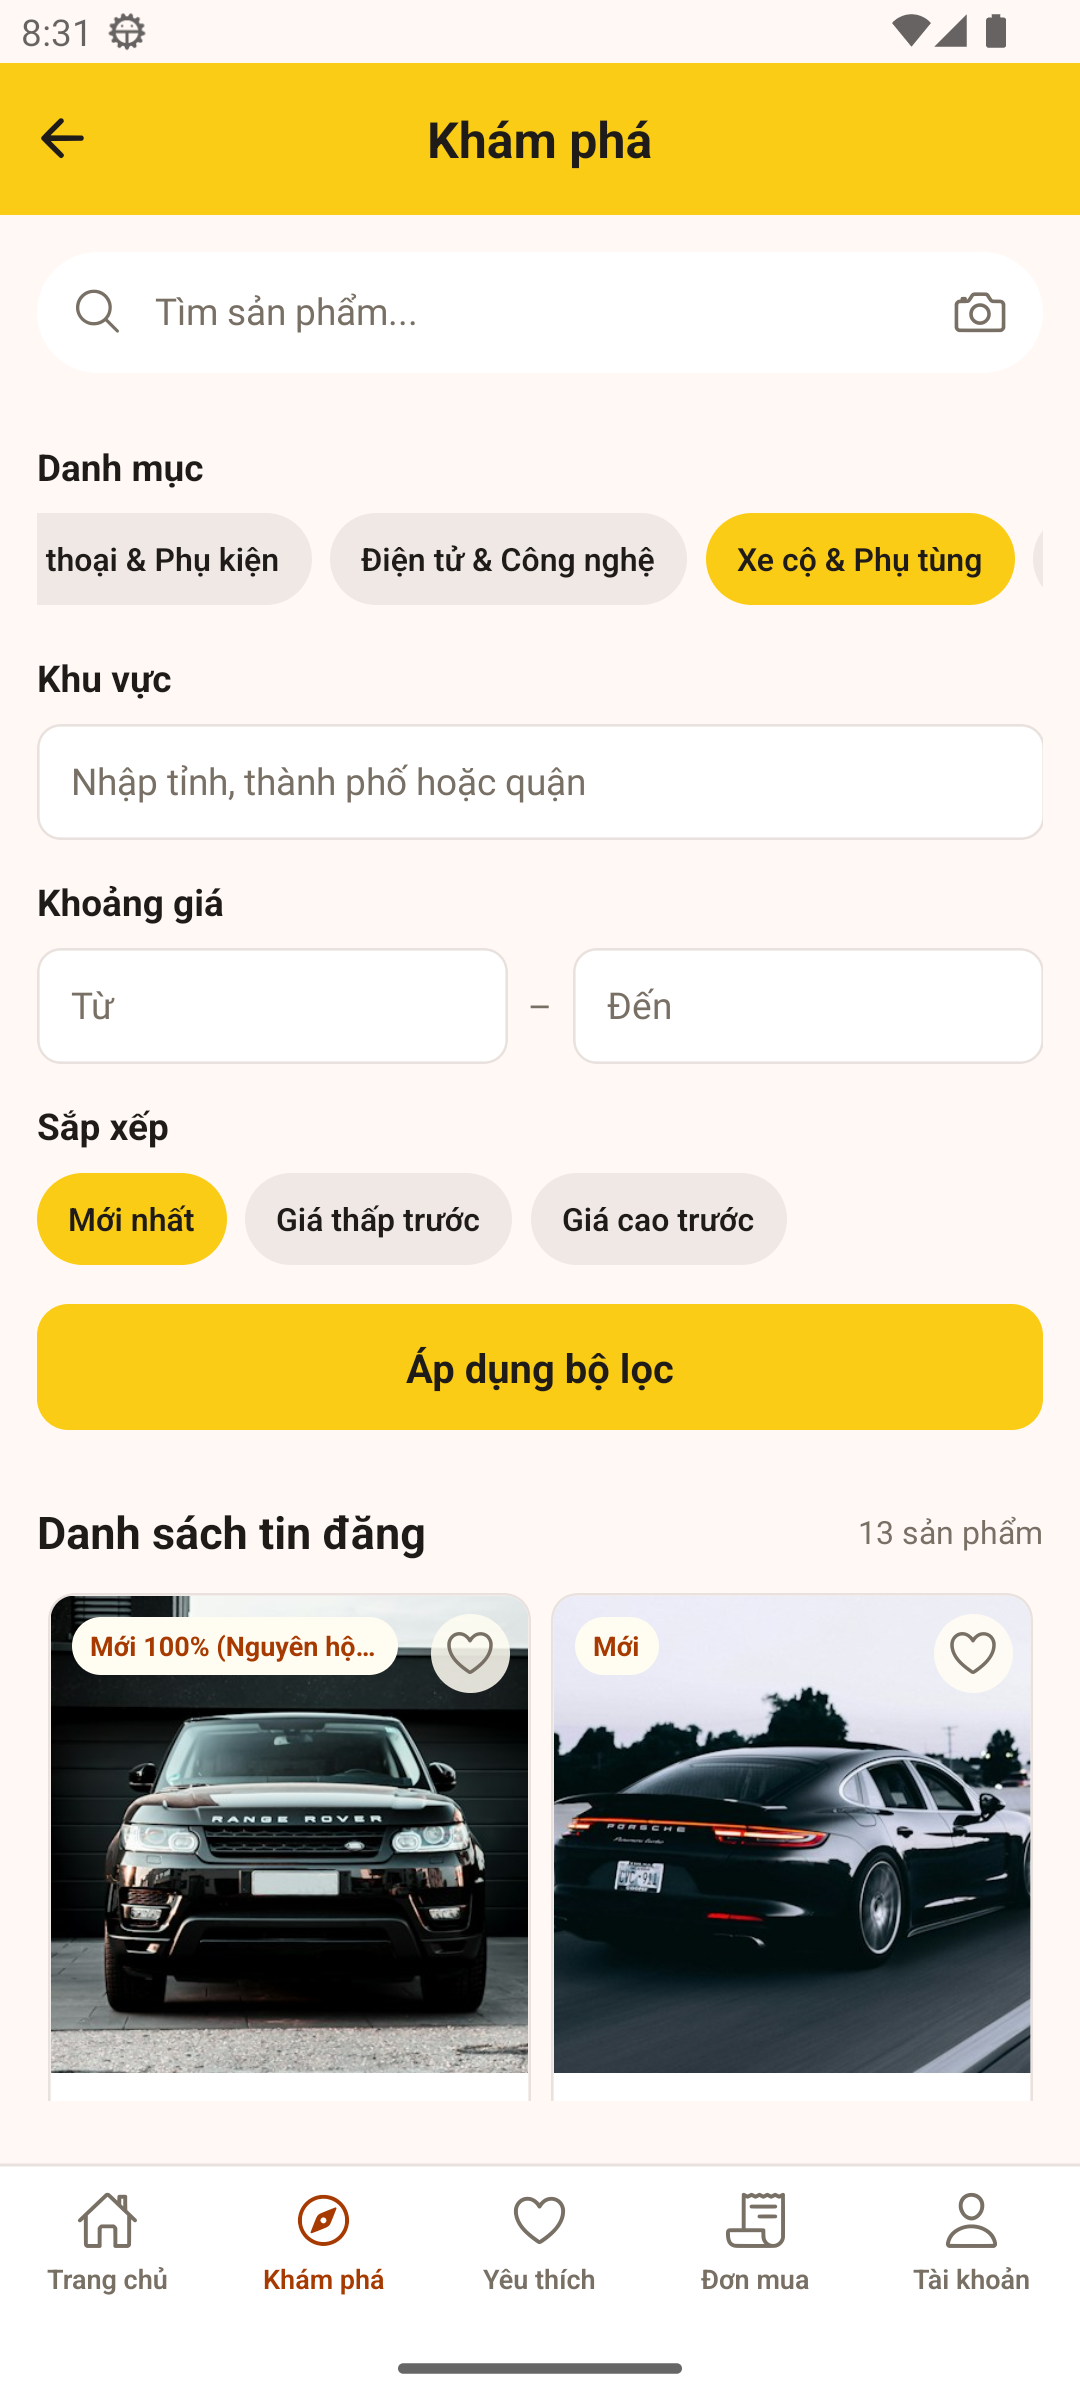 8:31
Khám phá
Tìm sản phẩm...
Danh mục
thoại & Phụ kiện
Điện tử & Công nghệ
Xe cộ & Phụ tùng
Khu vực
Nhập tỉnh, thành phố hoặc quận
Khoảng giá
Từ
–
Đến
Sắp xếp
Mới nhất
Giá thấp trước
Giá cao trước
Áp dụng bộ lọc
Danh sách tin đăng
13 sản phẩm
Mới 100% (Nguyên hộ...
Mới
RANGE ROVER
PORSCHE
Trang chủ
Khám phá
Yêu thích
Đơn mua
Tài khoản